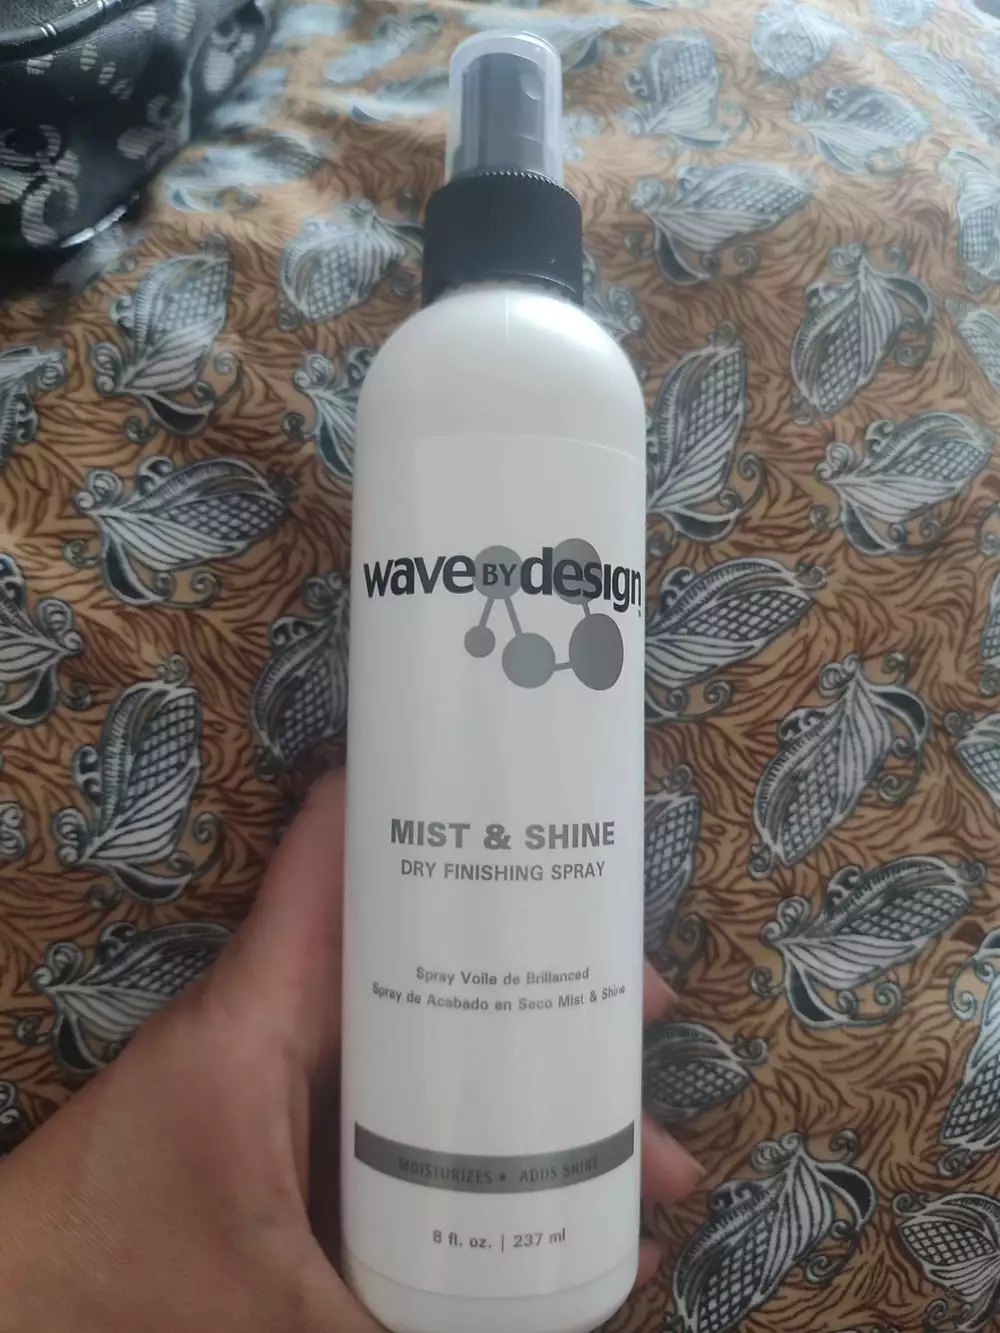 wave BY design™
MIST & SHINE
DRY FINISHING SPRAY
Spray Voile de Brillanced
Spray de Acabado en Seco Mist & Shine
MOISTURIZES • ADDS SHINE
8 fl. oz. | 237 ml